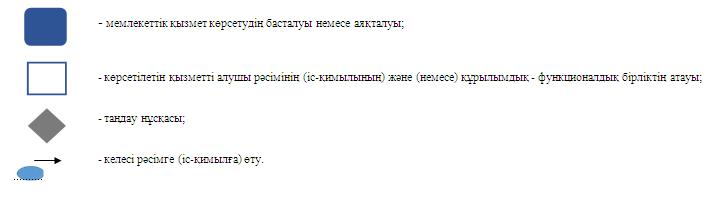 - мемлекеттік қызмет көрсетудің басталуы немесе аяқталуы;
- көрсетілетін қызметті алушы рәсімінің (іс-қимылының) және (немесе) құрылымдық - функционалдық бірліктің атауы;
- таңдау нұсқасы;
- келесі рәсімге (іс-қимылға) өту.